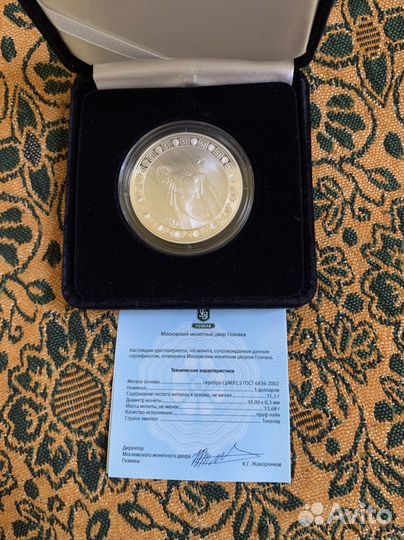 ГОЗНАК
Московский монетный двор Гознака
Настоящим удостоверяется, что монета, сопровождаемая данным
сертификатом, отчеканена Московским монетным двором Гознака.
Технические характеристики
Металл основы серебро СрМ92,5 ГОСТ 6836-2002
Номинал 5 долларов
Содержание чистого металла в основе, не менее 31,1 г
Диаметр монеты 39,00 ± 0,3 мм
Масса монеты, не менее 33,68 г
Качество исполнения пруф-лайк
Страна эмитент Токелау
Директор
Московского монетного двора
Гознака
К.Г. Жаворонков
Avito